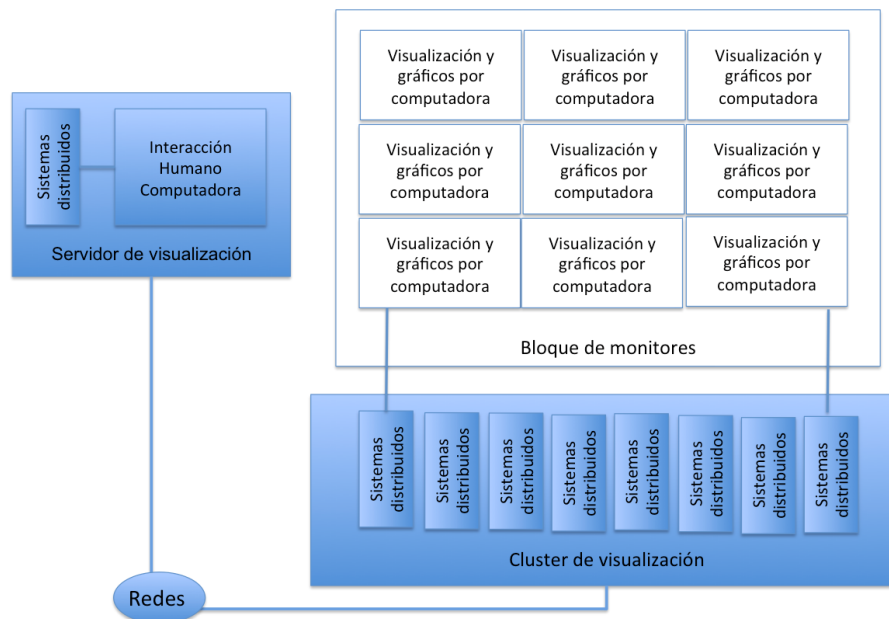 Sistemas
distribuidos
Interacción
Humano
Computadora
Servidor de visualización
Visualización y
gráficos por
computadora
Visualización y
gráficos por
computadora
Visualización y
gráficos por
computadora
Visualización y
gráficos por
computadora
Visualización y
gráficos por
computadora
Visualización y
gráficos por
computadora
Visualización y
gráficos por
computadora
Visualización y
gráficos por
computadora
Visualización y
gráficos por
computadora
Bloque de monitores
Sistemas
distribuidos
Sistemas
distribuidos
Sistemas
distribuidos
Sistemas
distribuidos
Sistemas
distribuidos
Sistemas
distribuidos
Sistemas
distribuidos
Sistemas
distribuidos
Cluster de visualización
Redes